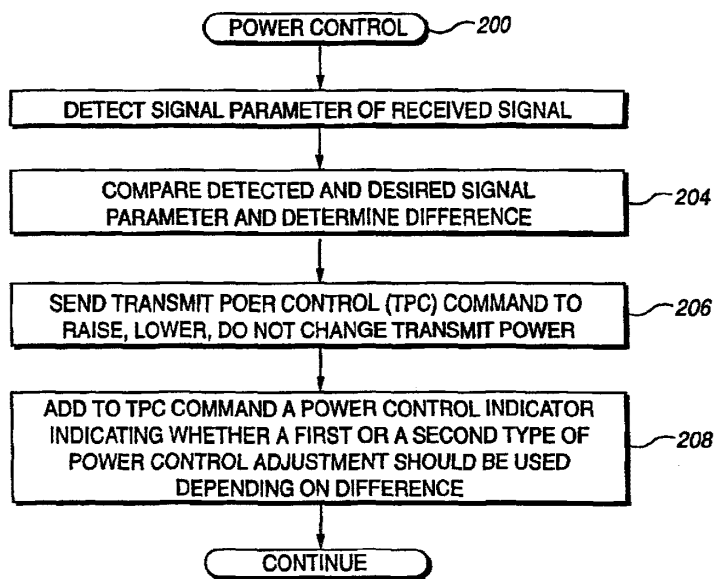 POWER CONTROL
200
DETECT SIGNAL PARAMETER OF RECEIVED SIGNAL
COMPARE DETECTED AND DESIRED SIGNAL
PARAMETER AND DETERMINE DIFFERENCE
204
SEND TRANSMIT POER CONTROL (TPC) COMMAND TO
RAISE, LOWER, DO NOT CHANGE TRANSMIT POWER
206
ADD TO TPC COMMAND A POWER CONTROL INDICATOR
INDICATING WHETHER A FIRST OR A SECOND TYPE OF
POWER CONTROL ADJUSTMENT SHOULD BE USED
DEPENDING ON DIFFERENCE
208
CONTINUE